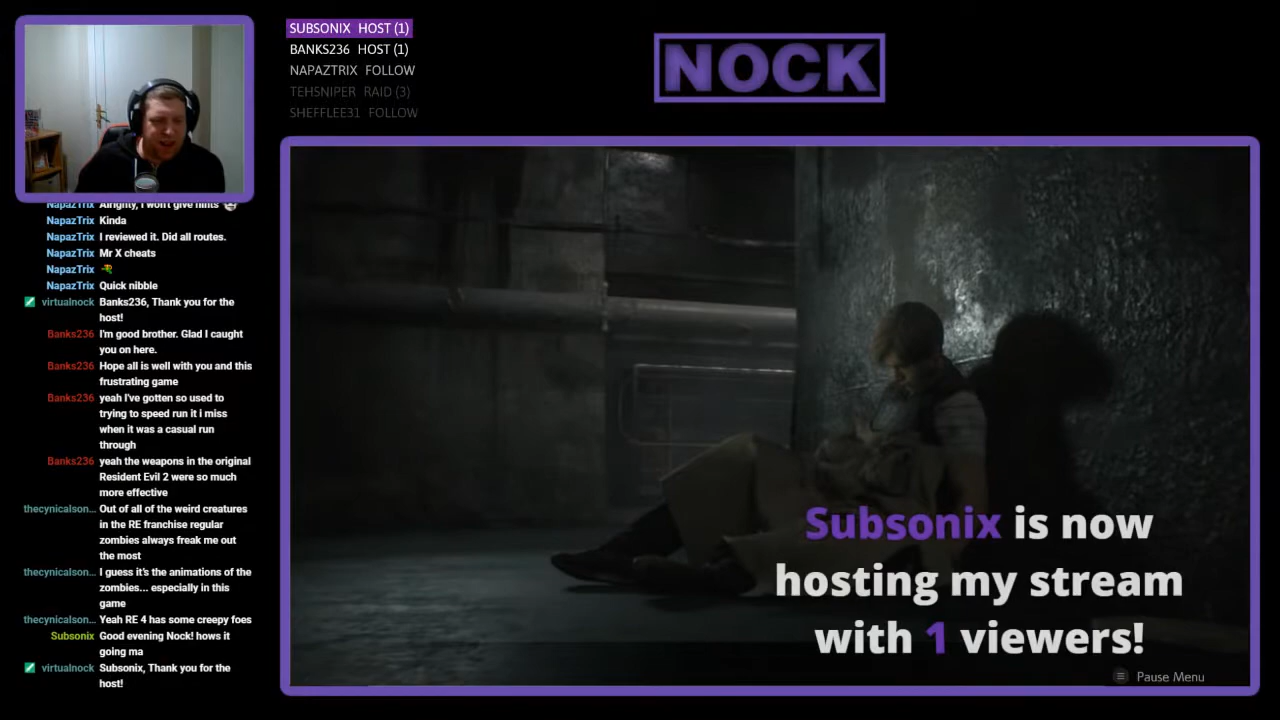 SUBSONIX HOST (1)
BANKS236 HOST (1)
NAPAZTRIX FOLLOW
TEHSNIPER RAID (3)
SHEFFLEE31 FOLLOW
NOCK
NapazTrix Alrighty, I won't give hints
NapazTrix Kinda
NapazTrix I reviewed it. Did all routes.
NapazTrix Mr X cheats
NapazTrix
NapazTrix Quick nibble
virtualnock Banks236, Thank you for the
host!
Banks236 I'm good brother. Glad I caught
you on here.
Banks236 Hope all is well with you and this
frustrating game
Banks236 yeah I've gotten so used to
trying to speed run it i miss
when it was a casual run
through
Banks236 yeah the weapons in the original
Resident Evil 2 were so much
more effective
thecynicalson... Out of all of the weird creatures
in the RE franchise regular
zombies always freak me out
the most
thecynicalson... I guess it's the animations of the
zombies... especially in this
game
thecynicalson... Yeah RE 4 has some creepy foes
Subsonix Good evening Nock! hows it
going ma
virtualnock Subsonix, Thank you for the
host!
Subsonix is now
hosting my stream
with 1 viewers!
Pause Menu